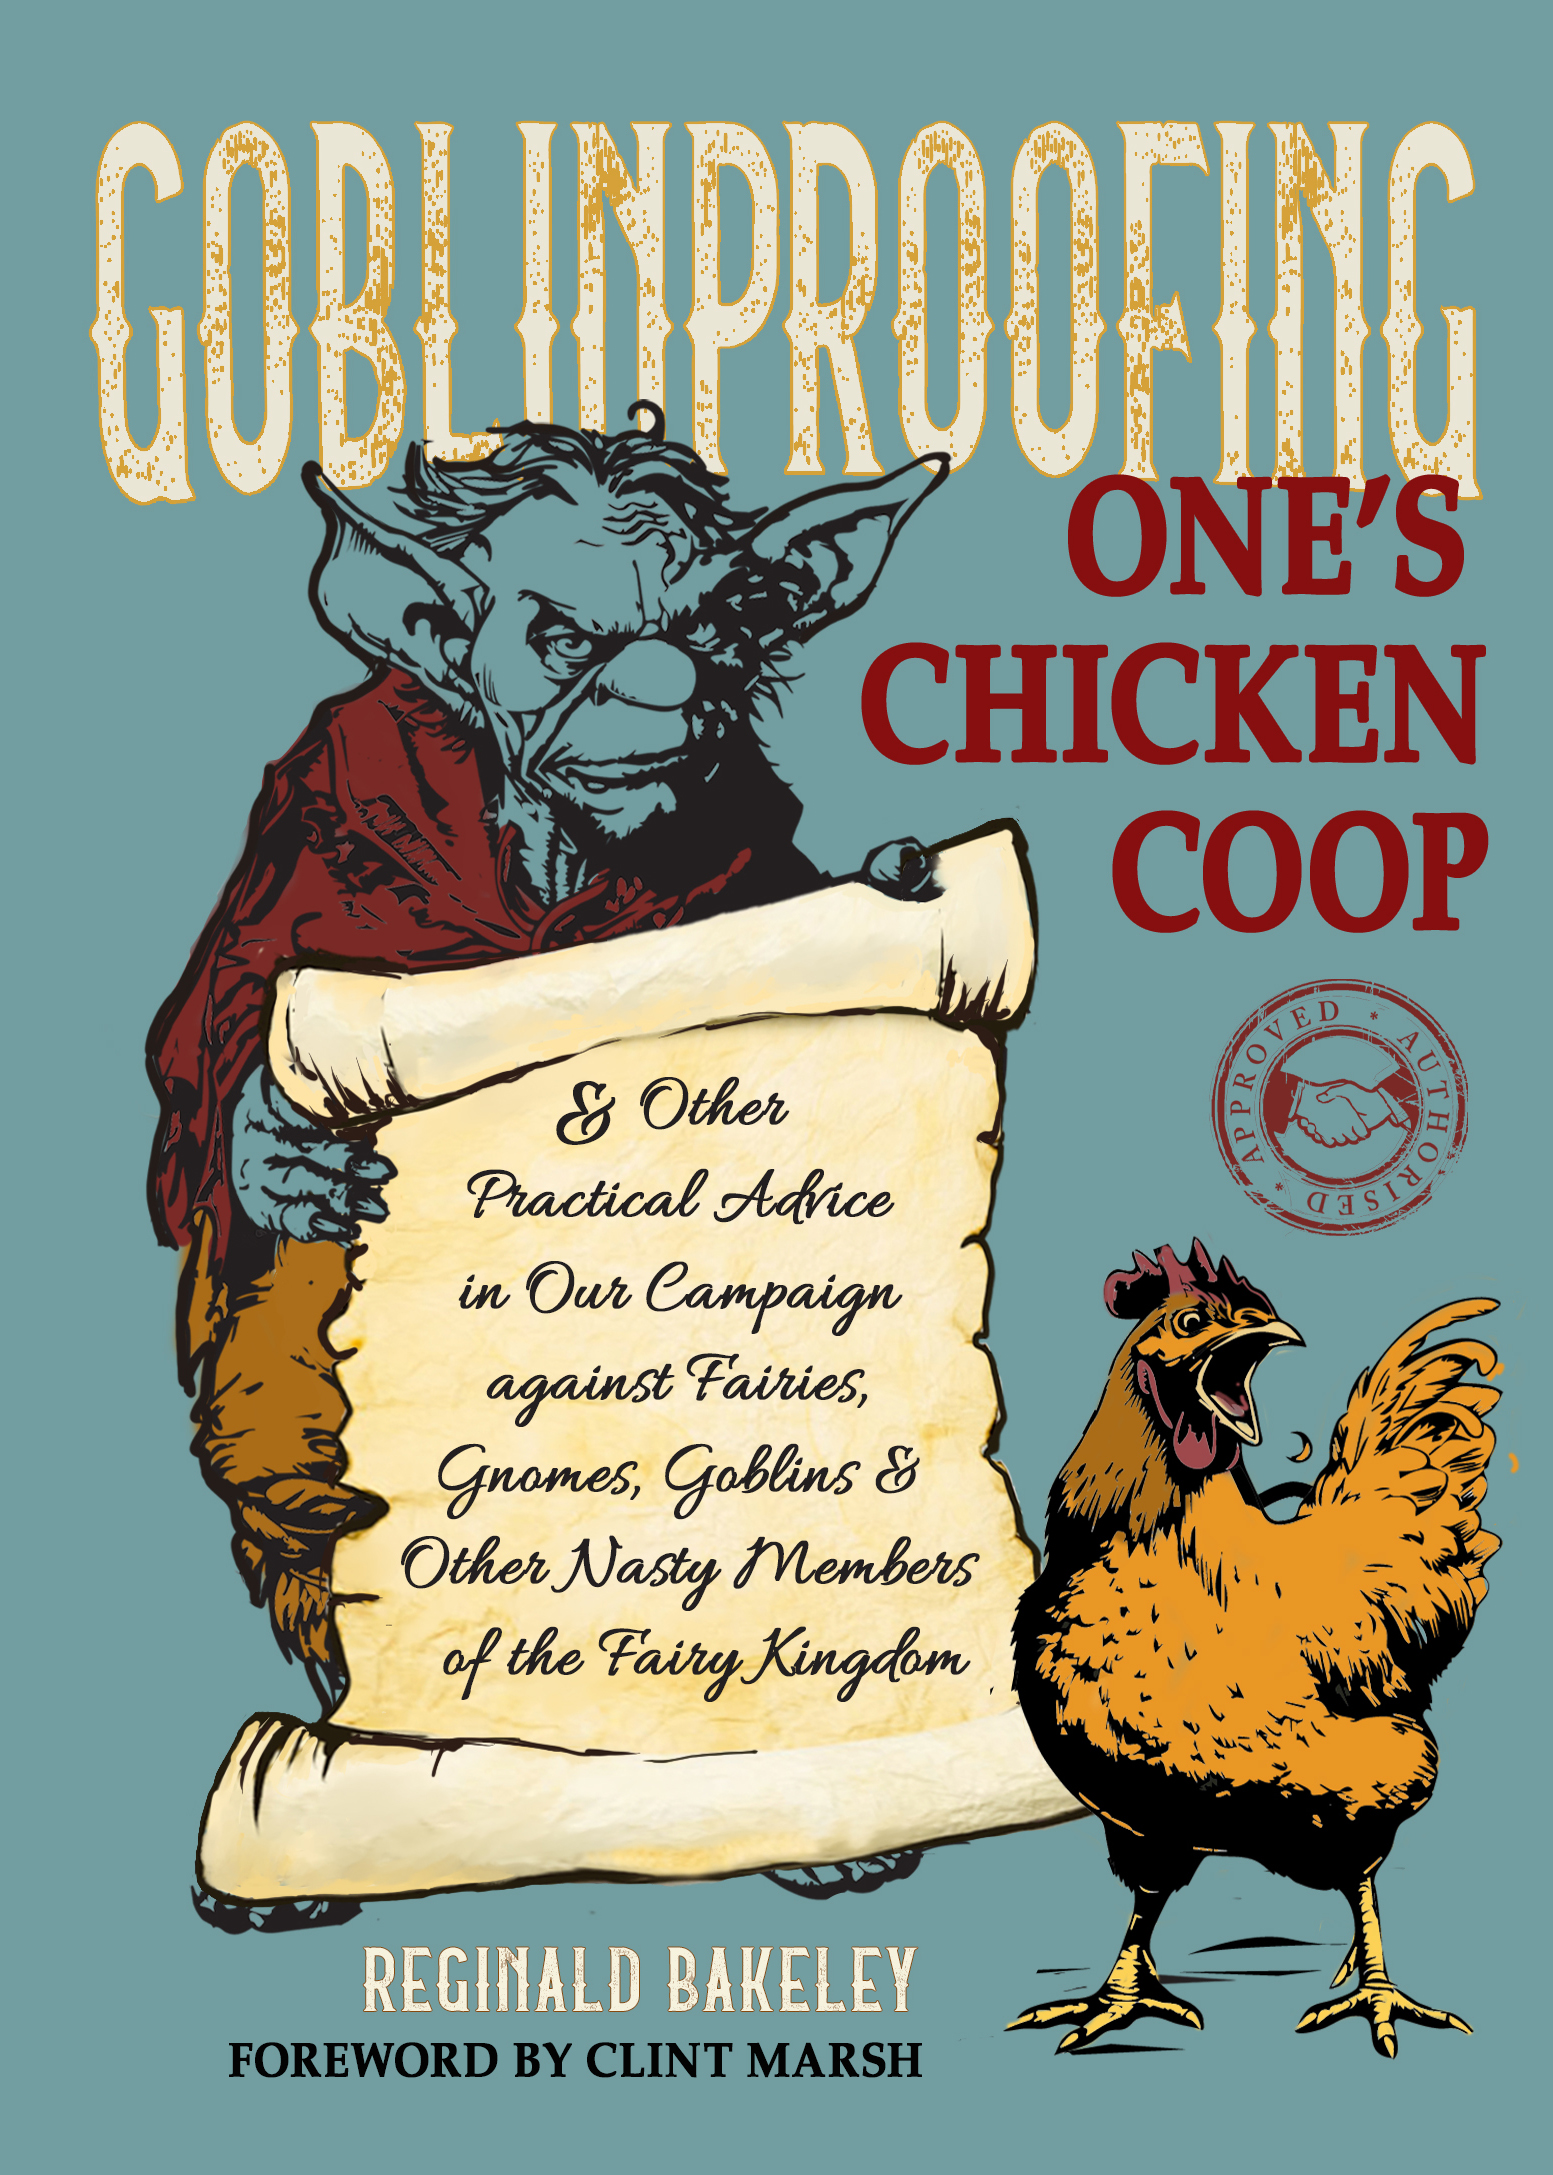 GOBLINPROOFING
ONE'S
CHICKEN
COOP
APPROVED * AUTHORISED *
& Other
Practical Advice
in Our Campaign
against Fairies,
Gnomes, Goblins &
Other Nasty Members
of the Fairy Kingdom
REGINALD BAKELEY
FOREWORD BY CLINT MARSH